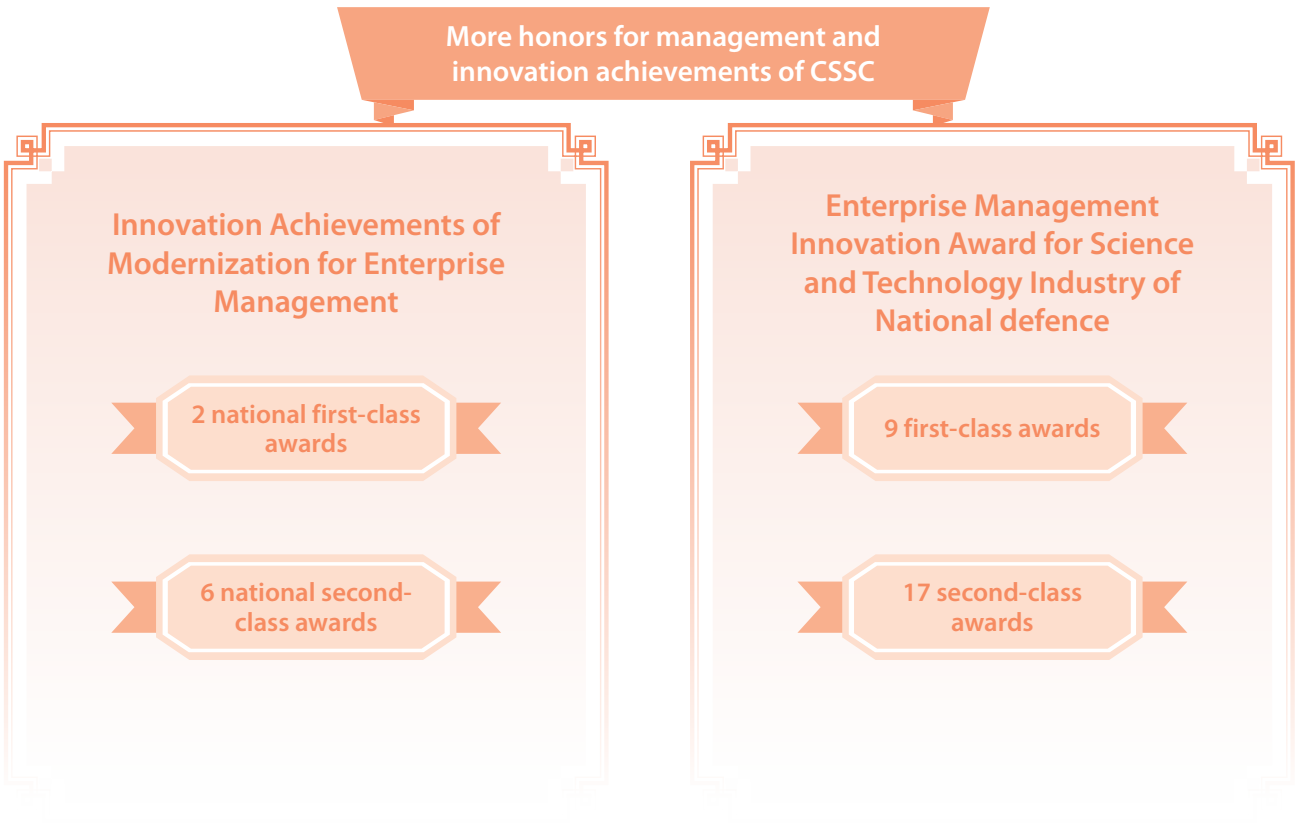 More honors for management and
innovation achievements of CSSC
Innovation Achievements of
Modernization for Enterprise
Management
2 national first-class
awards
6 national second-
class awards
Enterprise Management
Innovation Award for Science
and Technology Industry of
National defence
9 first-class awards
17 second-class
awards